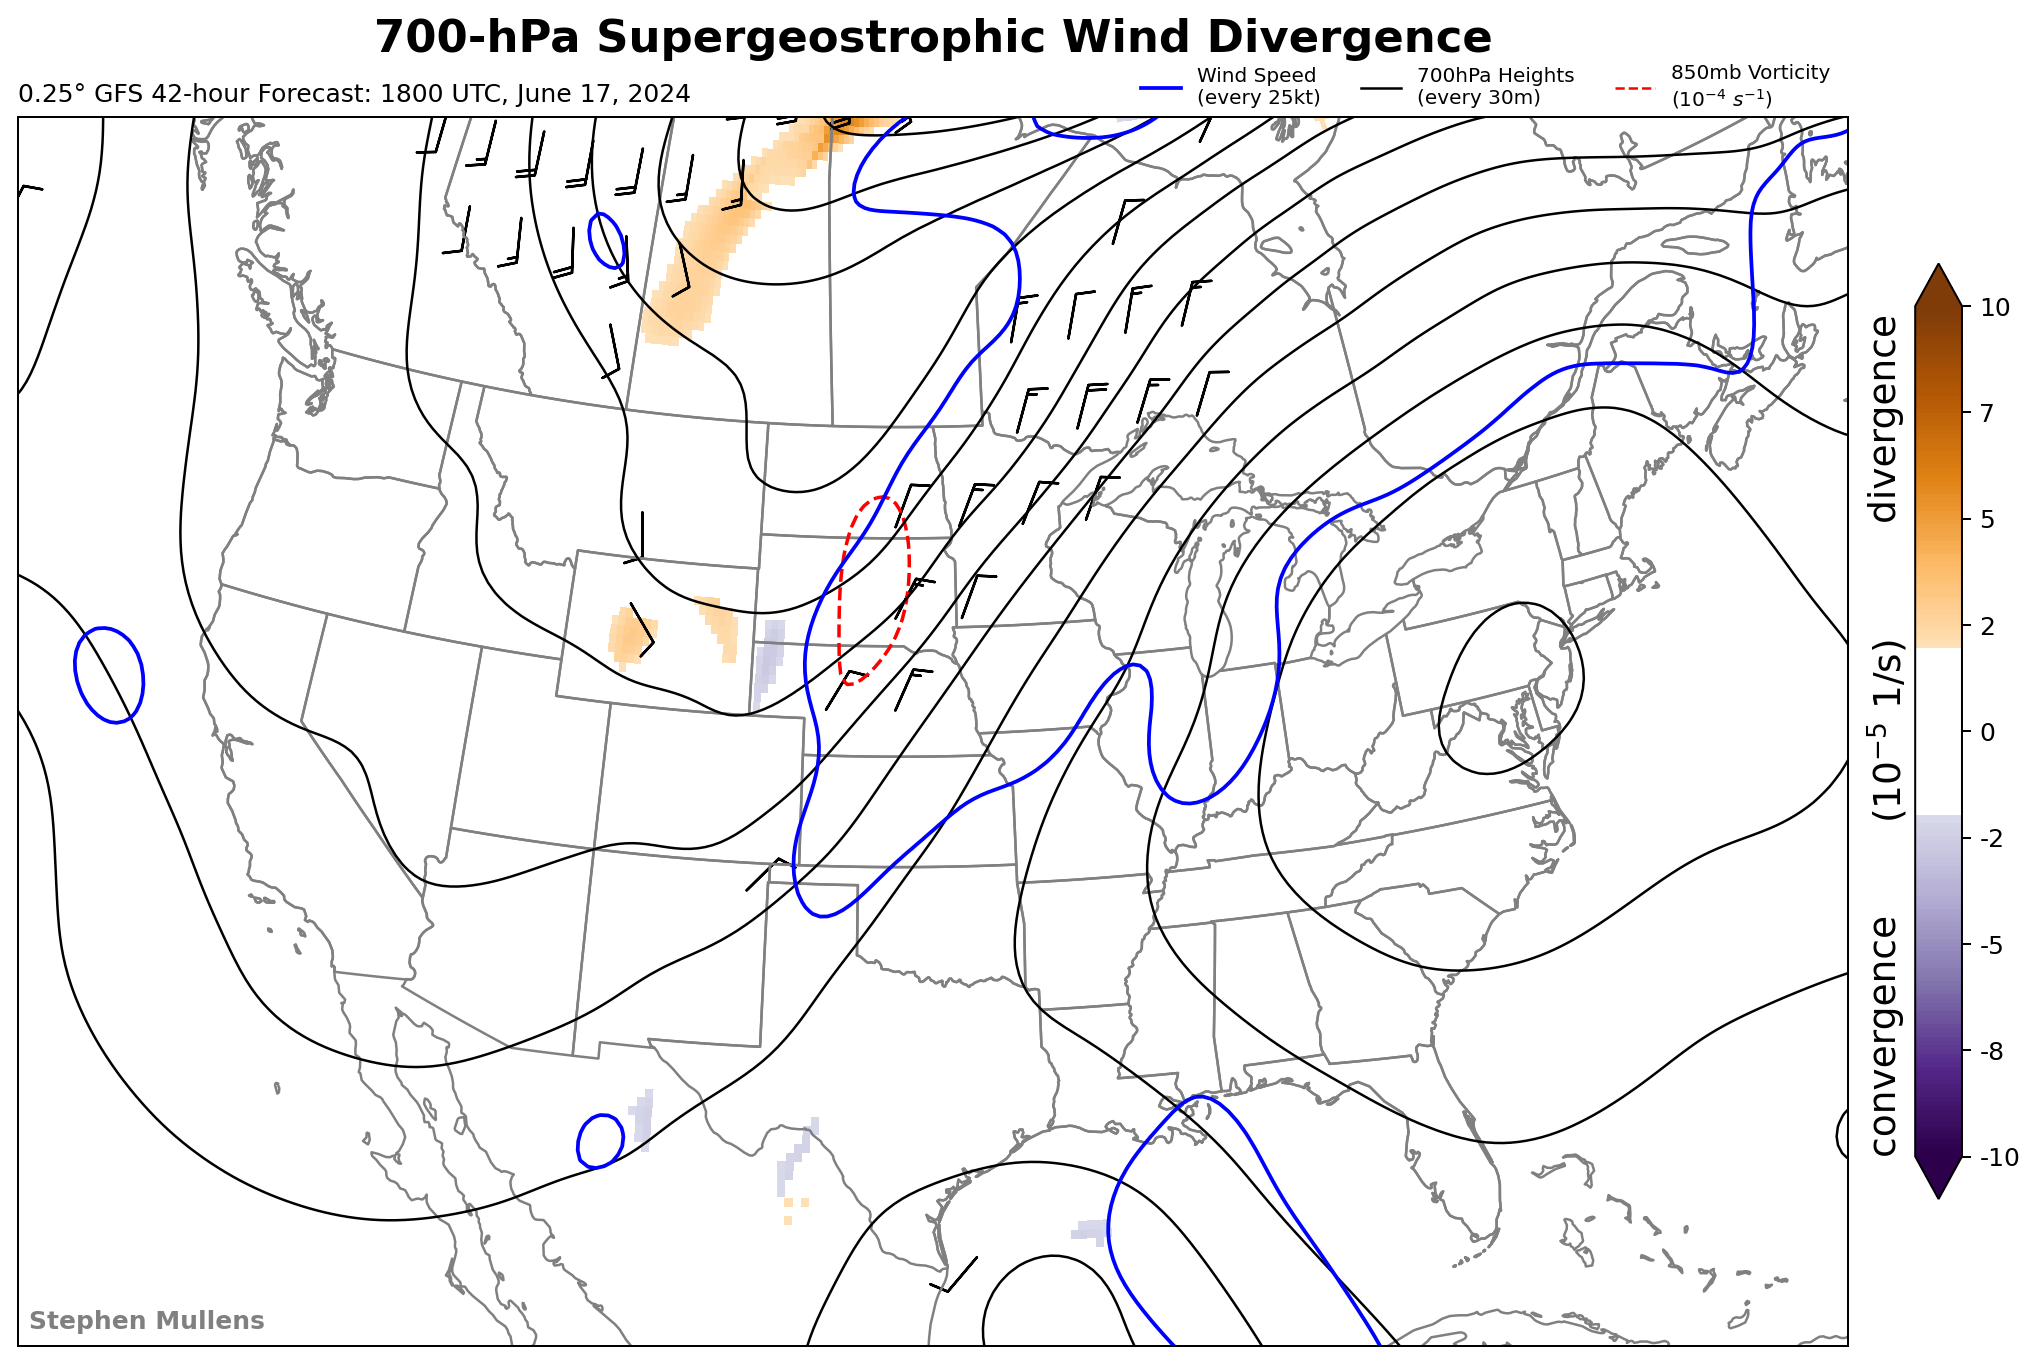 700-hPa Supergeostrophic Wind Divergence
0.25° GFS 42-hour Forecast: 1800 UTC, June 17, 2024
Wind Speed
(every 25kt)
700hPa Heights
(every 30m)
850mb Vorticity
(10⁻⁴ s⁻¹)
10
7
5
2
0
-2
-5
-8
-10
convergence (10⁻⁵ 1/s) divergence
Stephen Mullens